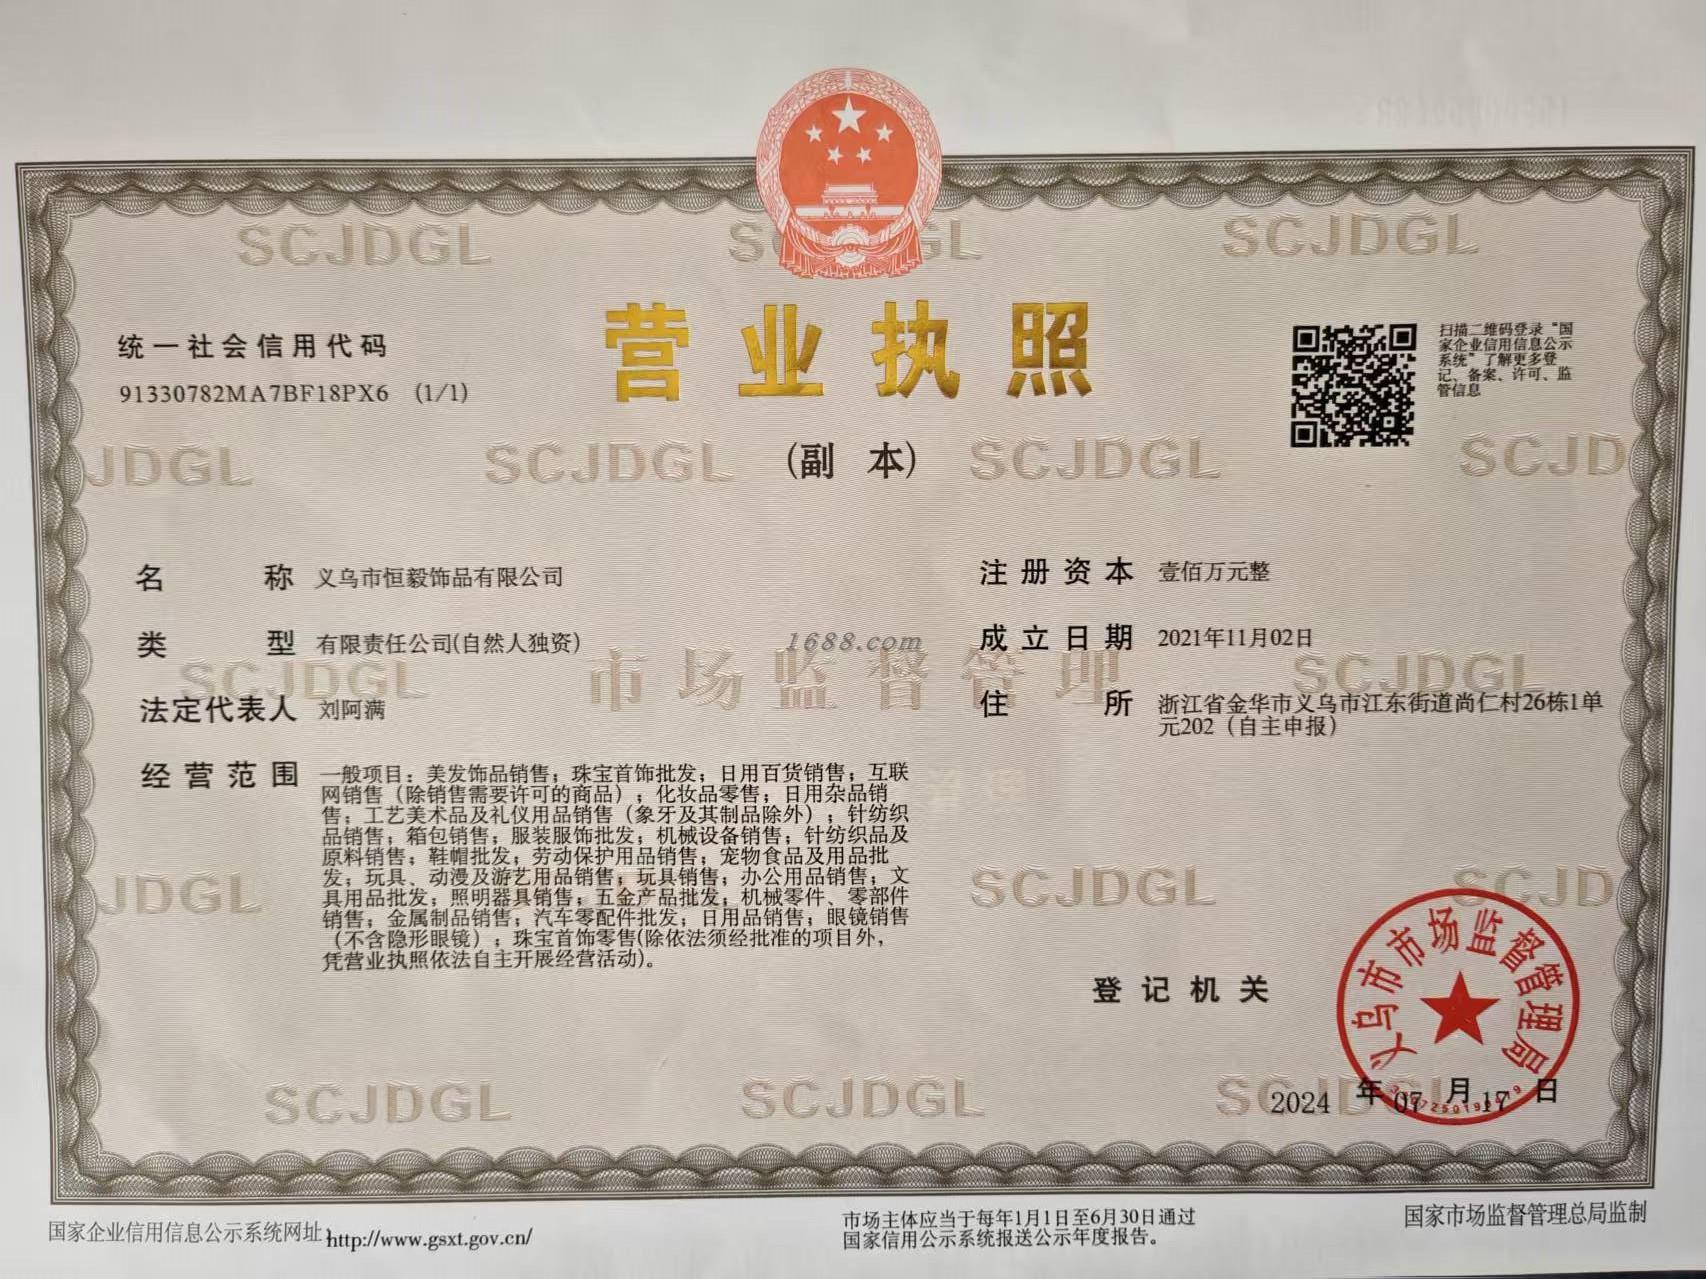 营业执照
(副 本)
统一社会信用代码
91330782MA7BF18PX6 (1/1)
扫描二维码登录“国
家企业信用信息公示
系统”了解更多登
记、备案、许可、监
管信息
名 称 义乌市恒毅饰品有限公司
类 型 有限责任公司(自然人独资)
法定代表人 刘阿满
经营范围 一般项目：美发饰品销售；珠宝首饰批发；日用百货销售；互联
网销售（除销售需要许可的商品）；化妆品零售；日用杂品销
售；工艺美术品及礼仪用品销售（象牙及其制品除外）；针纺织
品销售；箱包销售；服装服饰批发；机械设备销售；针纺织品及
原料销售；鞋帽批发；劳动保护用品销售；宠物食品及用品批
发；玩具、动漫及游艺用品销售；玩具销售；办公用品销售；文
具用品批发；照明器具销售；五金产品批发；机械零件、零部件
销售；金属制品销售；汽车零配件批发；日用品销售；眼镜销售
（不含隐形眼镜）；珠宝首饰零售(除依法须经批准的项目外，
凭营业执照依法自主开展经营活动)。
注册资本 壹佰万元整
成立日期 2021年11月02日
住 所 浙江省金华市义乌市江东街道尚仁村26栋1单
元202（自主申报）
1688.com
市场监督管理
SCJDGL
SCJDGL
SCJDGL
SCJDGL
SCJDGL
SCJDGL
SCJDGL
SCJDGL
SCJDGL
登记机关
义乌市市场监督管理局
2024 年 07 月 17 日
国家企业信用信息公示系统网址:http://www.gsxt.gov.cn/
市场主体应当于每年1月1日至6月30日通过
国家信用公示系统报送公示年度报告。
国家市场监督管理总局监制